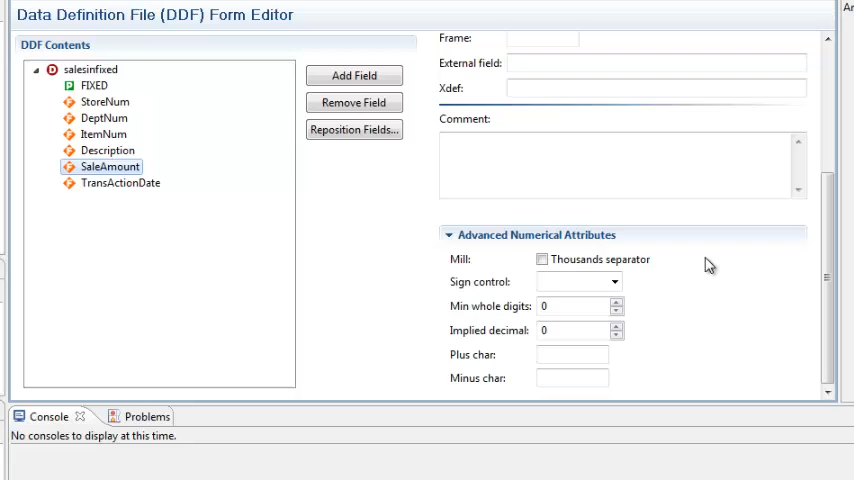 Data Definition File (DDF) Form Editor
DDF Contents
salesinfixed
FIXED
StoreNum
DeptNum
ItemNum
Description
SaleAmount
TransActionDate
Add Field
Remove Field
Reposition Fields...
Frame:
External field:
Xdef:
Comment:
Advanced Numerical Attributes
Mill:
Thousands separator
Sign control:
Min whole digits: 0
Implied decimal: 0
Plus char:
Minus char:
Console
Problems
No consoles to display at this time.